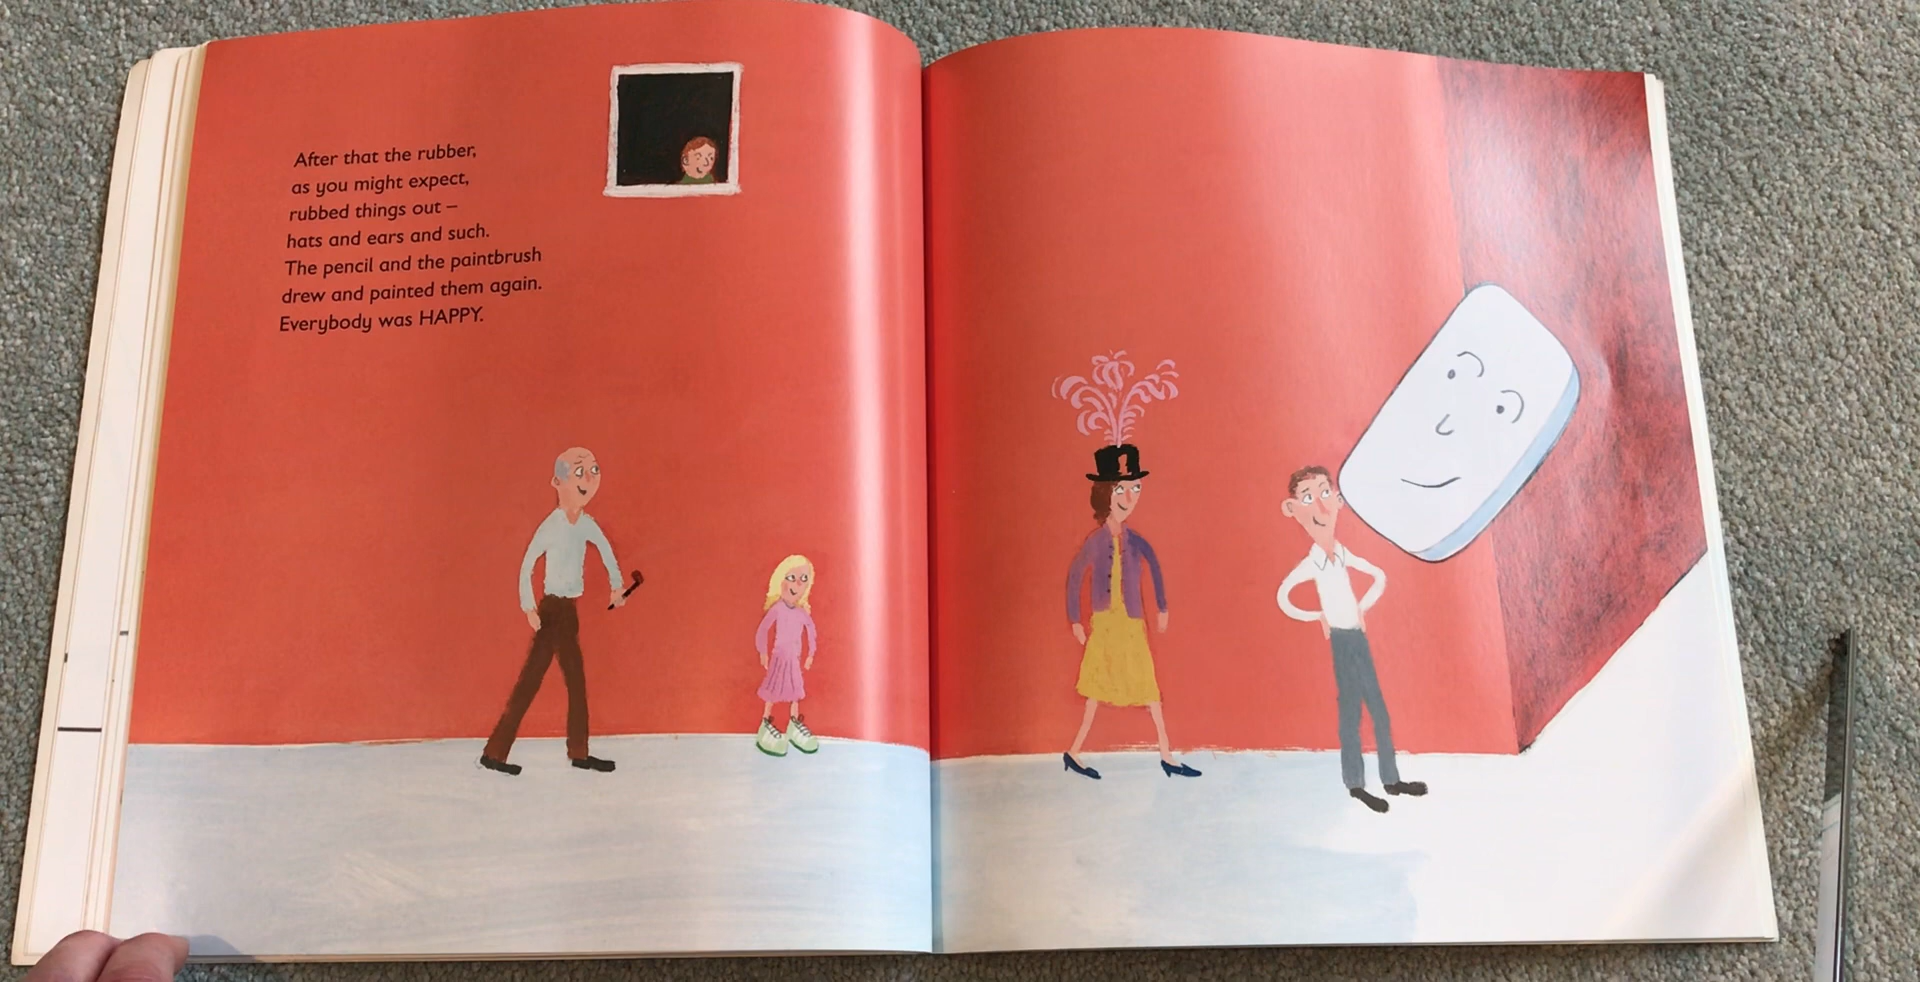 After that the rubber,
as you might expect,
rubbed things out –
hats and ears and such.
The pencil and the paintbrush
drew and painted them again.
Everybody was HAPPY.